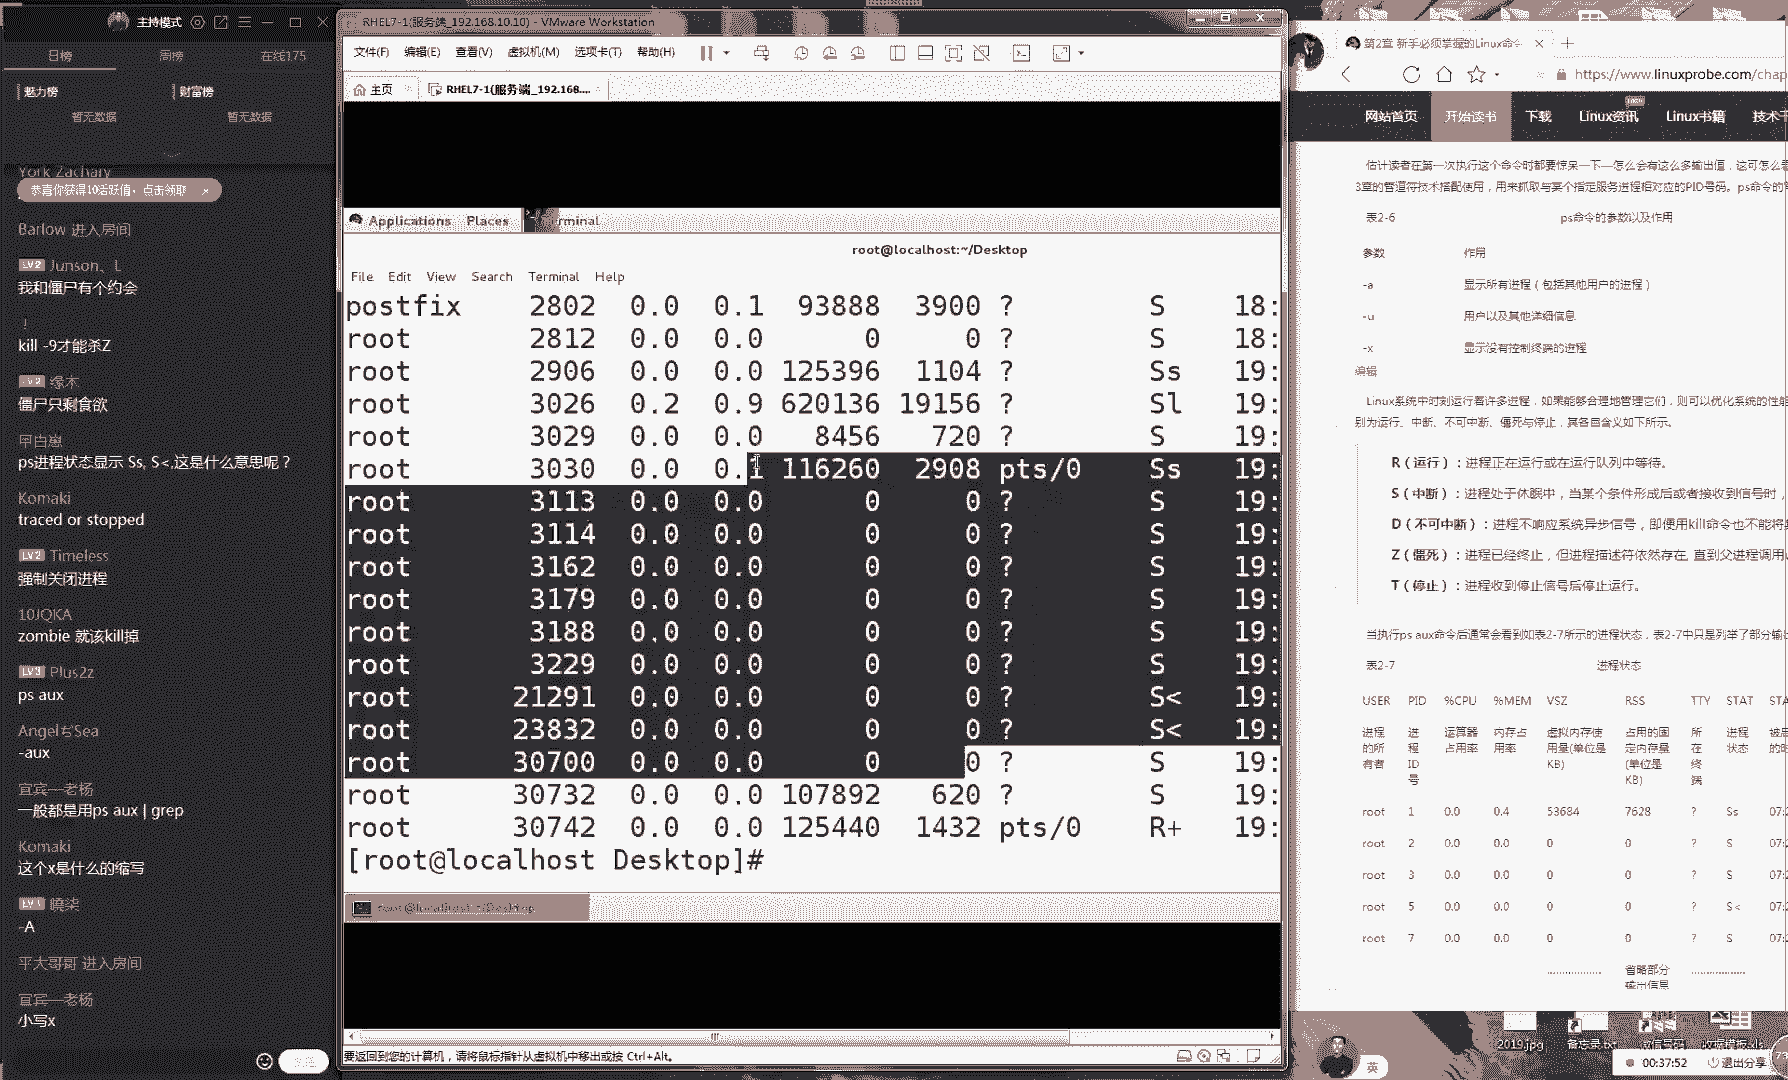 主持模式
日榜 周榜 在线175
魅力榜 财富榜
暂无数据 暂无数据
York Zachary
恭喜你获得10活跃值，点击领取 ×
Barlow 进入房间
LV2 Junson、L
我和僵尸有个约会
！
kill -9才能杀Z
LV2 缘木
僵尸只剩食欲
ps进程状态显示 Ss, S<,这是什么意思呢？
Komaki
traced or stopped
LV2 Timeless
强制关闭进程
10JQKA
zombie 就该kill掉
LV3 Plus2z
ps aux
Angel于Sea
-aux
宜宾—老杨
一般都是用ps aux | grep
Komaki
这个x是什么的缩写
LV1
-A
平大哥哥 进入房间
宜宾—老杨
小写x
RHEL7-1(服务端_192.168.10.10) - VMware Workstation
文件(F) 编辑(E) 查看(V) 虚拟机(M) 选项卡(T) 帮助(H)
主页 RHEL7-1(服务端_192.168....
Applications Places rminal
root@localhost:~/Desktop
File Edit View Search Terminal Help
postfix 2802 0.0 0.1 93888 3900 ? S 18:
root 2812 0.0 0.0 0 0 ? S 18:
root 2906 0.0 0.0 125396 1104 ? Ss 19:
root 3026 0.2 0.9 620136 19156 ? Sl 19:
root 3029 0.0 0.0 8456 720 ? S 19:
root 3030 0.0 0.1 116260 2908 pts/0 Ss 19:
root 3113 0.0 0.0 0 0 ? S 19:
root 3114 0.0 0.0 0 0 ? S 19:
root 3162 0.0 0.0 0 0 ? S 19:
root 3179 0.0 0.0 0 0 ? S 19:
root 3188 0.0 0.0 0 0 ? S 19:
root 3229 0.0 0.0 0 0 ? S 19:
root 21291 0.0 0.0 0 0 ? S< 19:
root 23832 0.0 0.0 0 0 ? S< 19:
root 30700 0.0 0.0 0 0 ? S 19:
root 30732 0.0 0.0 107892 620 ? S 19:
root 30742 0.0 0.0 125440 1432 pts/0 R+ 19:
[root@localhost Desktop]#
root@localhost:~/Desktop
要返回到您的计算机，请将鼠标指针从虚拟机中移出或按 Ctrl+Alt。
第2章 新手必须掌握的Linux命令
https://www.linuxprobe.com/chap
网站首页 开始读书 下载 Linux资讯 Linux书籍 技术干
估计读者在第一次执行这个命令时都要惊呆一下—怎么会有这么多输出值，这可怎么看
3章的管道符技术搭配使用，用来抓取与某个指定服务进程相对应的PID号码。ps命令的常
表2-6 ps命令的参数以及作用
参数 作用
-a 显示所有进程（包括其他用户的进程）
-u 用户以及其他详细信息
-x 显示没有控制终端的进程
编辑
Linux系统中时刻运行着许多进程，如果能够合理地管理它们，则可以优化系统的性能
别为运行、中断、不可中断、僵死与停止，其各自含义如下所示。
R（运行）：进程正在运行或在运行队列中等待。
S（中断）：进程处于休眠中，当某个条件形成后或者接收到信号时，
D（不可中断）：进程不响应系统异步信号，即便用kill命令也不能将其
Z（僵死）：进程已经终止，但进程描述符依然存在, 直到父进程调用w
T（停止）：进程收到停止信号后停止运行。
当执行ps aux命令后通常会看到如表2-7所示的进程状态，表2-7中只是列举了部分输出
表2-7 进程状态
USER PID %CPU %MEM VSZ RSS TTY STAT STA
进程的所有者 进程ID号 运算器占用率 内存占用率 虚拟内存使用量(单位是KB) 占用的固定内存量(单位是KB) 所在终端 进程状态 被启的时
root 1 0.0 0.4 53684 7628 ? Ss 07:2
root 2 0.0 0.0 0 0 ? S 07:2
root 3 0.0 0.0 0 0 ? S 07:2
root 5 0.0 0.0 0 0 ? S< 07:2
root 7 0.0 0.0 0 0 ? S 07:2
省略部分输出信息
2019.jpg 备忘录.txt 微信号码 收据模板.xls
英
00:37:52 退出分享